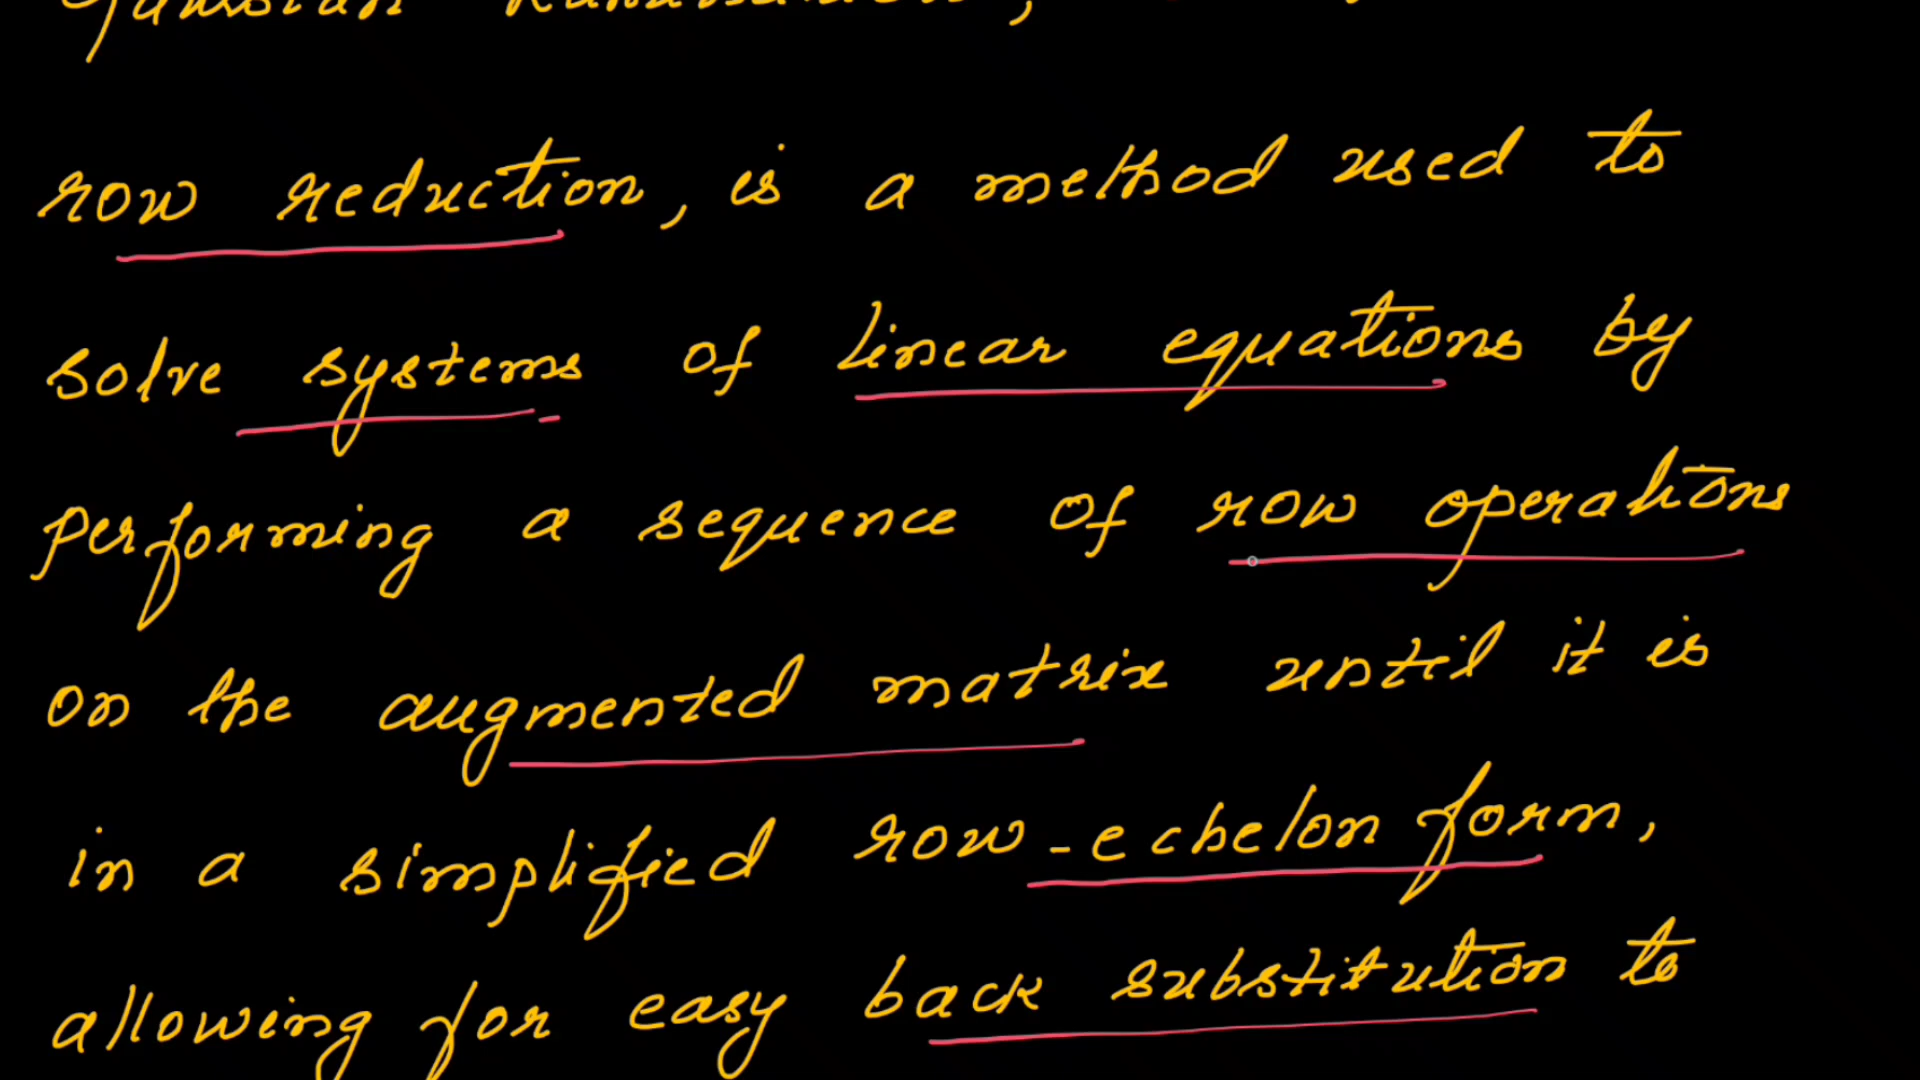 row reduction, is a method used to
solve systems of linear equations by
performing a sequence of row operations
on the augmented matrix until it is
in a simplified row-echelon form,
allowing for easy back substitution to